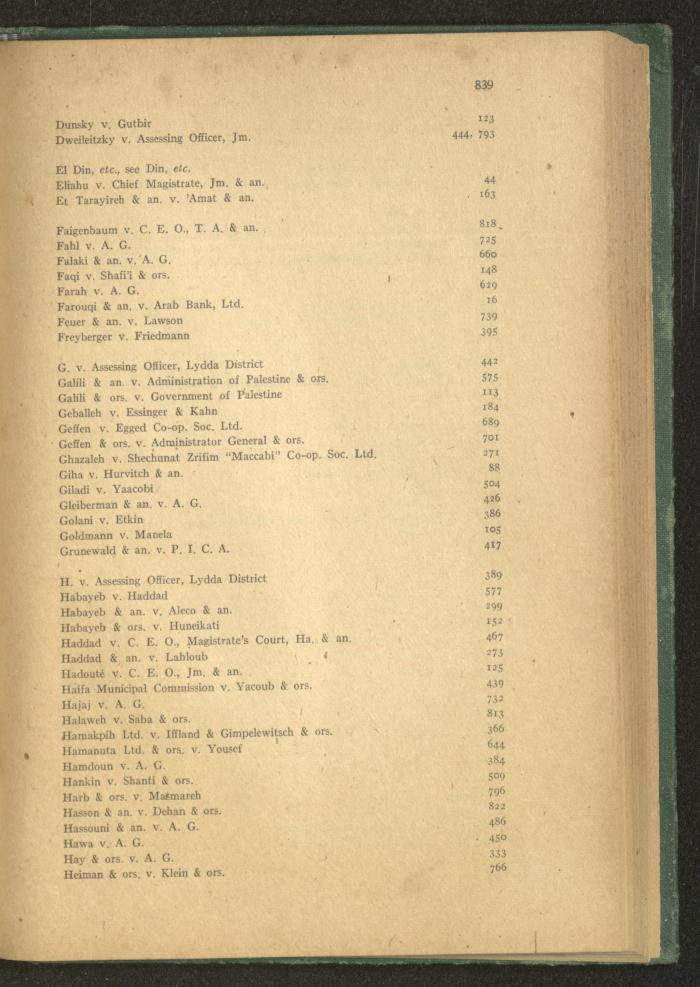 839
Dunsky v. Gutbir 123
Dweileitzky v. Assessing Officer, Jm. 444, 793
El Din, etc., see Din, etc.
Eliahu v. Chief Magistrate, Jm. & an. 44
Et Tarayireh & an. v. 'Amat & an. 163
Faigenbaum v. C. E. O., T. A. & an. 818
Fahl v. A. G. 725
Falaki & an. v. A. G. 660
Faqi v. Shafi'i & ors. 148
Farah v. A. G. 629
Farouqi & an. v. Arab Bank, Ltd. 16
Feuer & an. v. Lawson 739
Freyberger v. Friedmann 395
G. v. Assessing Officer, Lydda District 442
Galili & an. v. Administration of Palestine & ors. 575
Galili & ors. v. Government of Palestine 113
Geballeh v. Essinger & Kahn 184
Geffen v. Egged Co-op. Soc. Ltd. 689
Geffen & ors. v. Administrator General & ors. 701
Ghazaleh v. Shechunat Zrifim "Maccabi" Co-op. Soc. Ltd. 271
Giha v. Hurvitch & an. 88
Giladi v. Yaacobi 504
Gleiberman & an. v. A. G. 426
Golani v. Etkin 386
Goldmann v. Manela 105
Grunewald & an. v. P. I. C. A. 417
H. v. Assessing Officer, Lydda District 389
Habayeb v. Haddad 577
Habayeb & an. v. Aleco & an. 299
Habayeb & ors. v. Huneikati 152
Haddad v. C. E. O., Magistrate's Court, Ha. & an. 467
Haddad & an. v. Lahloub 273
Hadouté v. C. E. O., Jm. & an. 125
Haifa Municipal Commission v. Yacoub & ors. 439
Hajaj v. A. G. 732
Halaweh v. Saba & ors. 813
Hamakpih Ltd. v. Iffland & Gimpelewitsch & ors. 366
Hamanuta Ltd. & ors. v. Yousef 644
Hamdoun v. A. G. 384
Hankin v. Shanti & ors. 509
Harb & ors. v. Masmareh 796
Hasson & an. v. Dehan & ors. 822
Hassouni & an. v. A. G. 486
Hawa v. A. G. 450
Hay & ors. v. A. G. 333
Heiman & ors. v. Klein & ors. 766